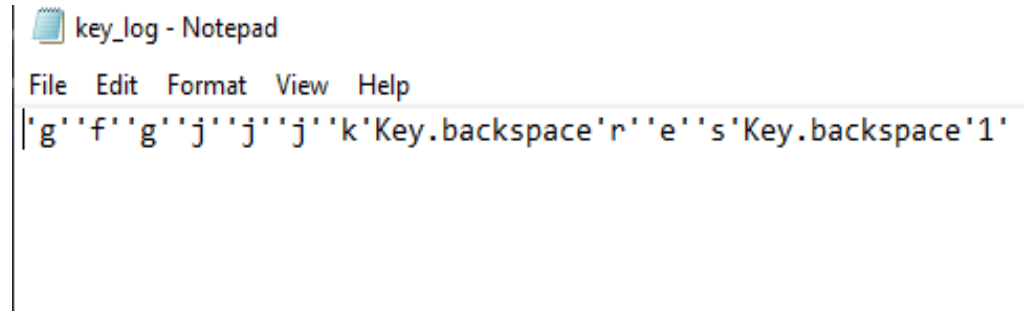 key_log - Notepad
File Edit Format View Help
'g''f''g''j''j''j''k'Key.backspace'r''e''s'Key.backspace'1'